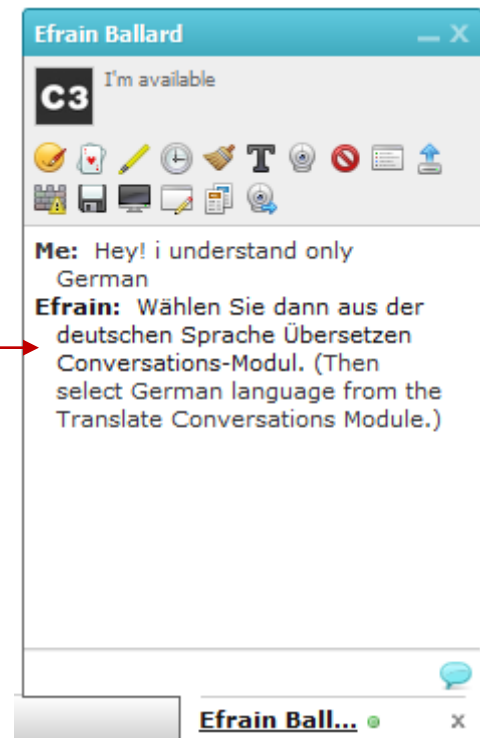 Efrain Ballard
C3
I'm available
Me: Hey! i understand only
German
Efrain: Wählen Sie dann aus der
deutschen Sprache Übersetzen
Conversations-Modul. (Then
select German language from the
Translate Conversations Module.)
Efrain Ball...